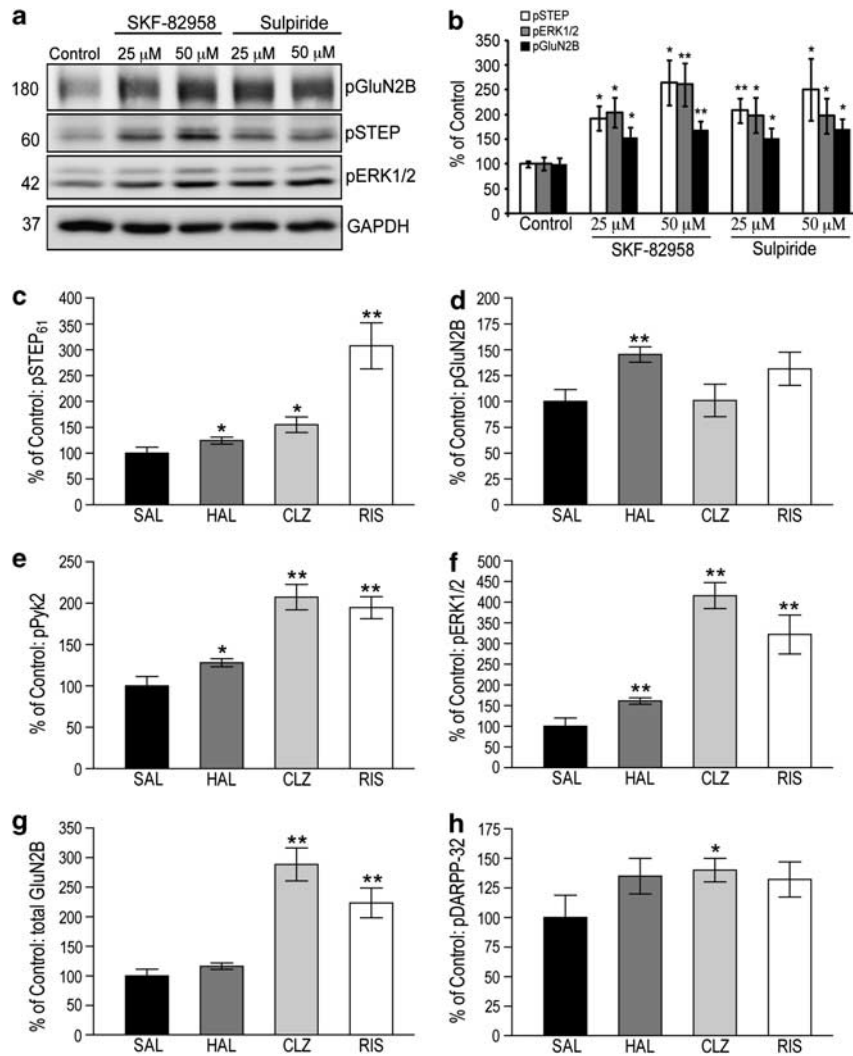 a
SKF-82958 Sulpiride
Control 25 µM 50 µM 25 µM 50 µM
180 pGluN2B
60 pSTEP
42 pERK1/2
37 GAPDH
b
pSTEP
pERK1/2
pGluN2B
% of Control
350
300
250
200
150
100
50
0
* * * * ** ** ** * * * * *
Control 25 µM 50 µM 25 µM 50 µM
SKF-82958 Sulpiride
c
% of Control: pSTEP61
400
350
300
250
200
150
100
50
0
* * **
SAL HAL CLZ RIS
d
% of Control: pGluN2B
200
175
150
125
100
75
50
25
0
**
SAL HAL CLZ RIS
e
% of Control: pPyk2
250
200
150
100
50
0
* ** **
SAL HAL CLZ RIS
f
% of Control: pERK1/2
500
450
400
350
300
250
200
150
100
50
0
** ** **
SAL HAL CLZ RIS
g
% of Control: total GluN2B
350
300
250
200
150
100
50
0
** **
SAL HAL CLZ RIS
h
% of Control: pDARPP-32
175
150
125
100
75
50
25
0
*
SAL HAL CLZ RIS